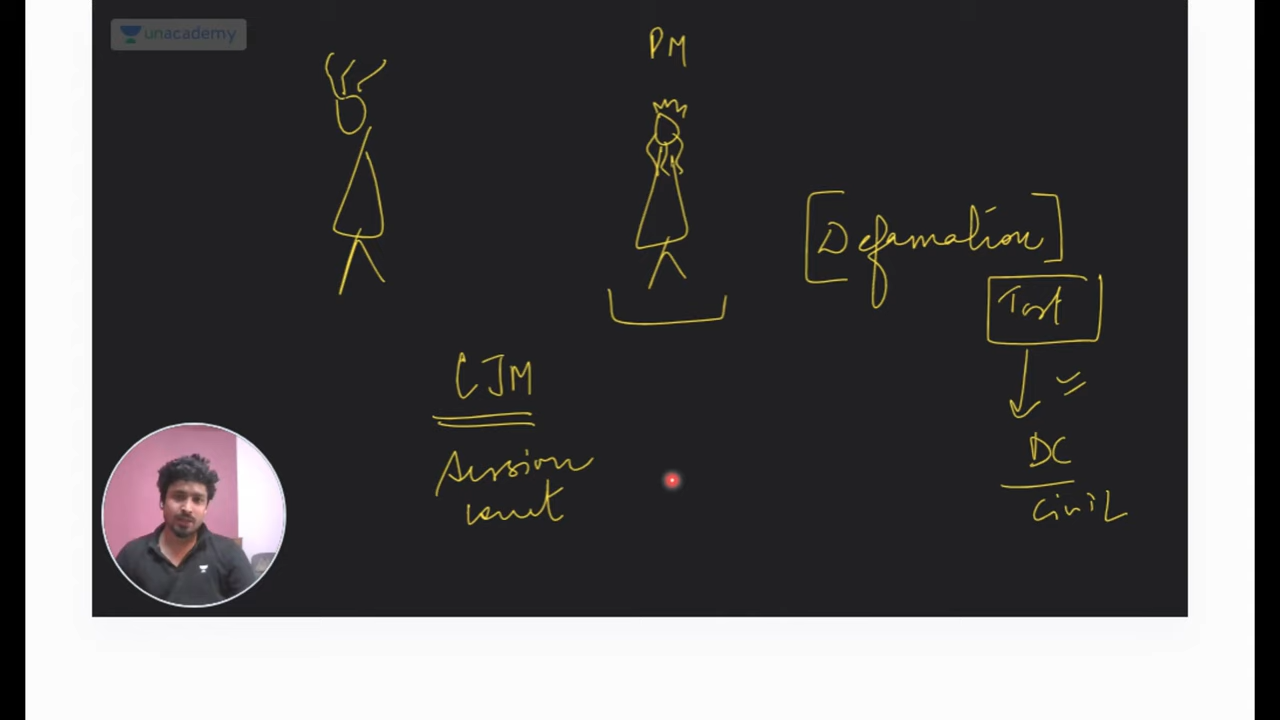 unacademy
PM
[Defamation]
Tort
CJM
Session
court
DC
Civil